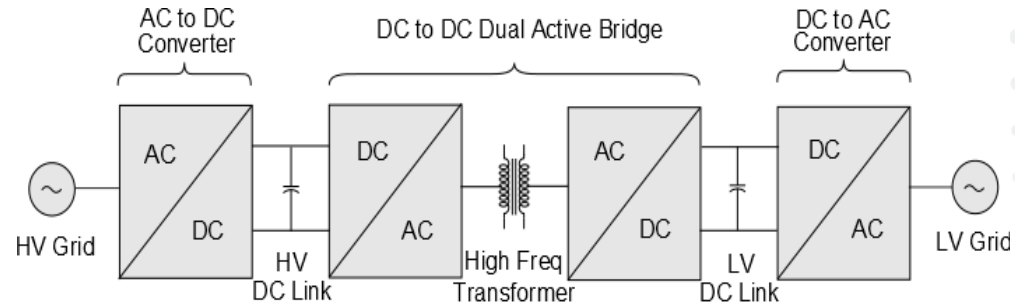 AC to DC
Converter
DC to DC Dual Active Bridge
DC to AC
Converter
AC
DC
DC
AC
AC
DC
DC
AC
HV Grid
HV
DC Link
High Freq
Transformer
LV
DC Link
LV Grid